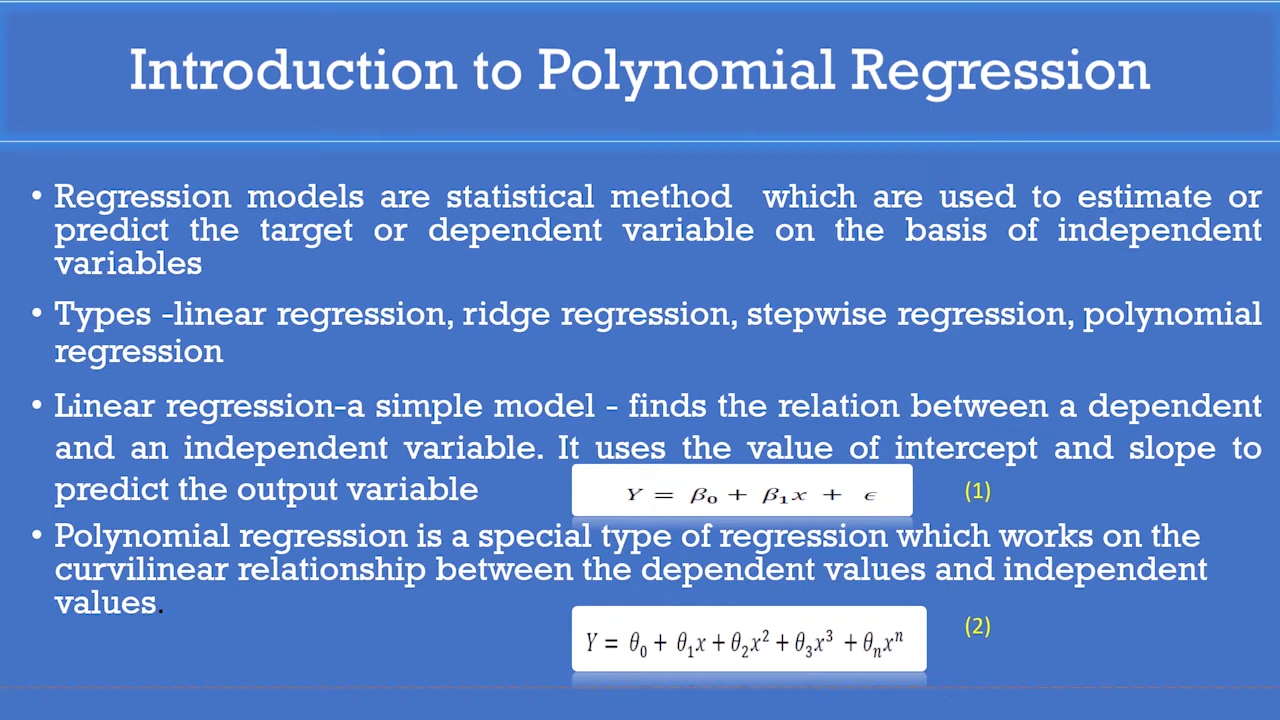 Introduction to Polynomial Regression
• Regression models are statistical method which are used to estimate or
predict the target or dependent variable on the basis of independent
variables
• Types -linear regression, ridge regression, stepwise regression, polynomial
regression
• Linear regression-a simple model - finds the relation between a dependent
and an independent variable. It uses the value of intercept and slope to
predict the output variable
Y = β₀ + β₁x + ϵ (1)
• Polynomial regression is a special type of regression which works on the
curvilinear relationship between the dependent values and independent
values.
Y = θ₀ + θ₁x + θ₂x² + θ₃x³ + θₙxⁿ (2)